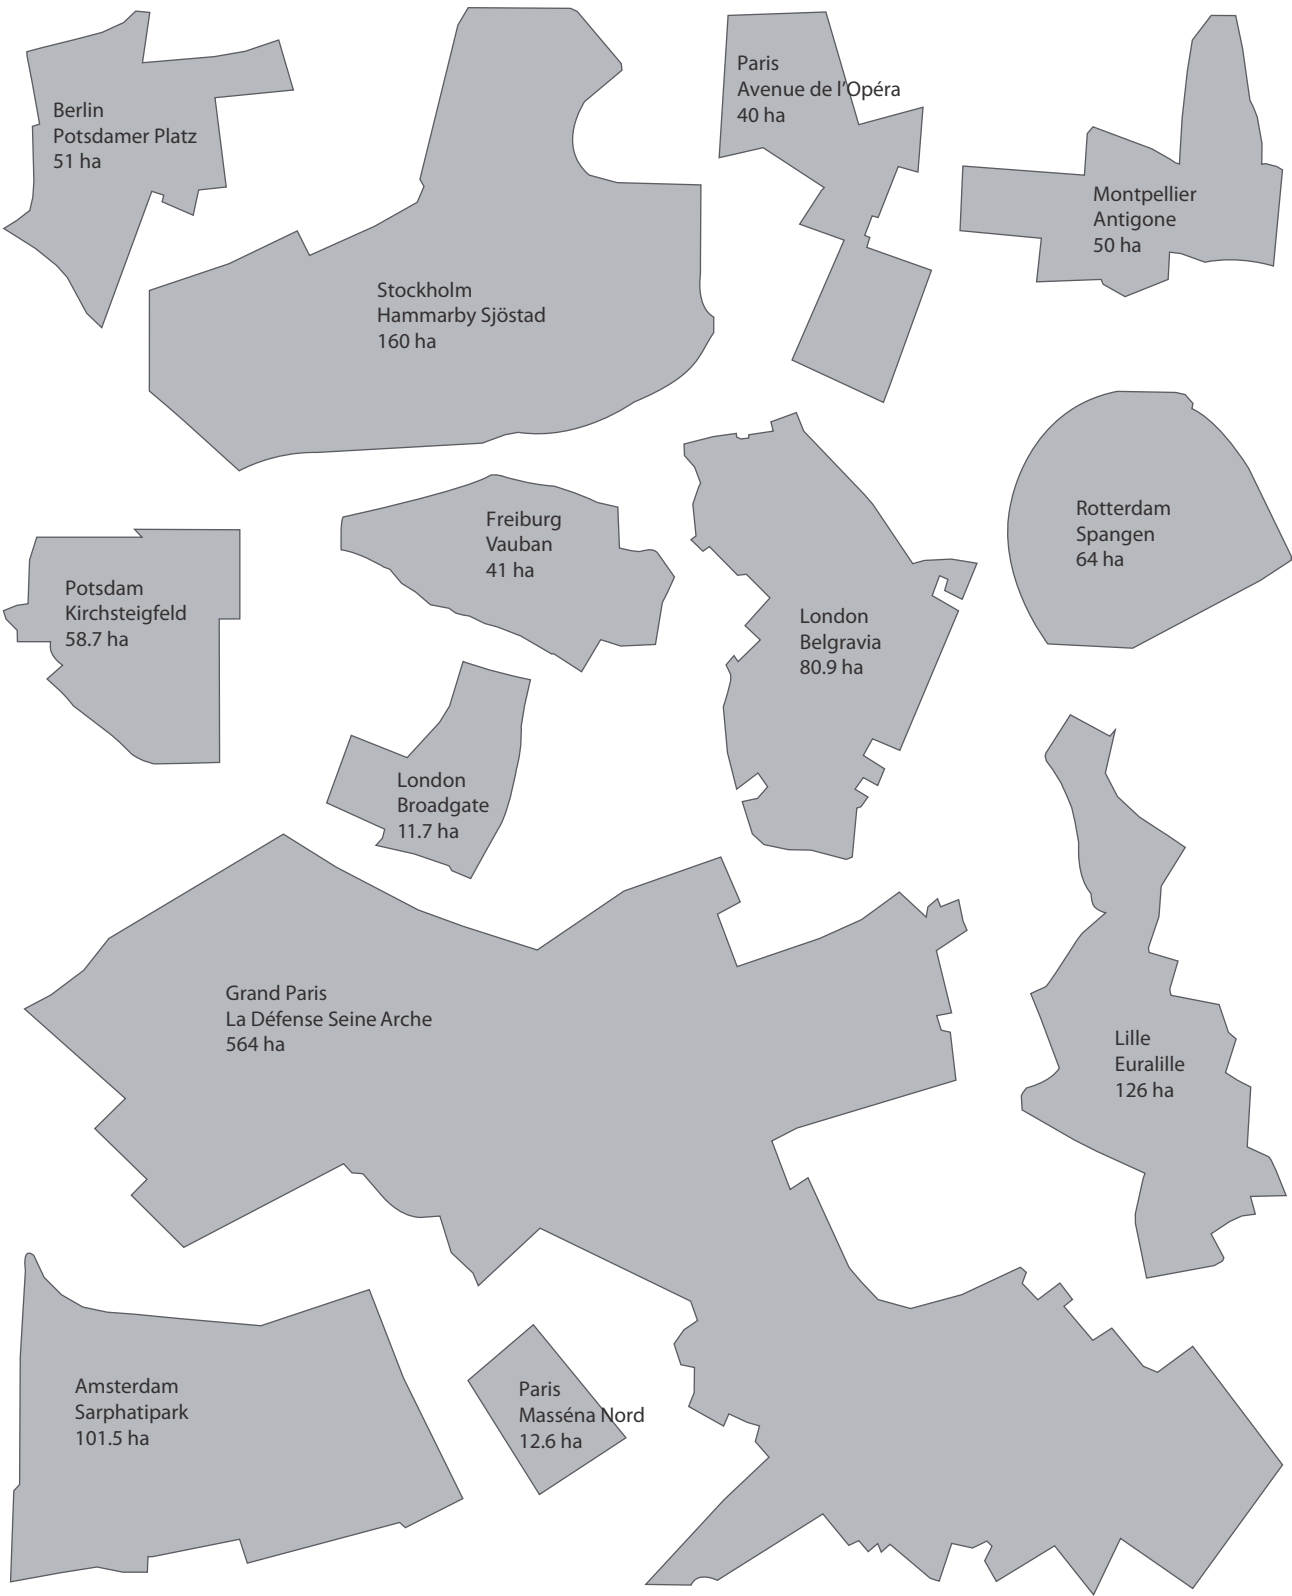 Berlin
Potsdamer Platz
51 ha
Stockholm
Hammarby Sjöstad
160 ha
Paris
Avenue de l'Opéra
40 ha
Montpellier
Antigone
50 ha
Potsdam
Kirchsteigfeld
58.7 ha
Freiburg
Vauban
41 ha
London
Belgravia
80.9 ha
Rotterdam
Spangen
64 ha
London
Broadgate
11.7 ha
Grand Paris
La Défense Seine Arche
564 ha
Lille
Euralille
126 ha
Amsterdam
Sarphatipark
101.5 ha
Paris
Masséna Nord
12.6 ha